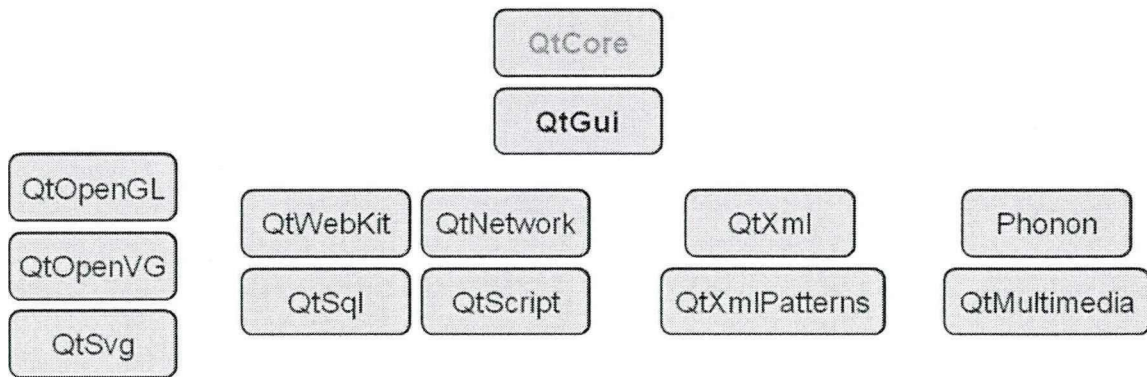 QtCore
QtGui
QtOpenGL
QtOpenVG
QtSvg
QtWebKit QtNetwork
QtSql QtScript
QtXml
QtXmlPatterns
Phonon
QtMultimedia